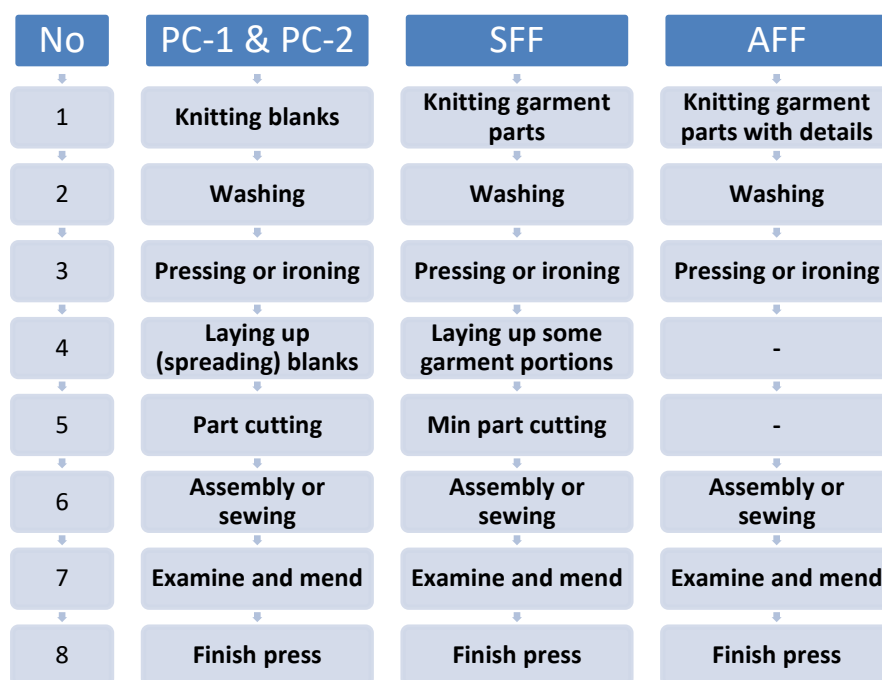 No
PC-1 & PC-2
SFF
AFF
1
Knitting blanks
Knitting garment
parts
Knitting garment
parts with details
2
Washing
Washing
Washing
3
Pressing or ironing
Pressing or ironing
Pressing or ironing
4
Laying up
(spreading) blanks
Laying up some
garment portions
-
5
Part cutting
Min part cutting
-
6
Assembly or
sewing
Assembly or
sewing
Assembly or
sewing
7
Examine and mend
Examine and mend
Examine and mend
8
Finish press
Finish press
Finish press